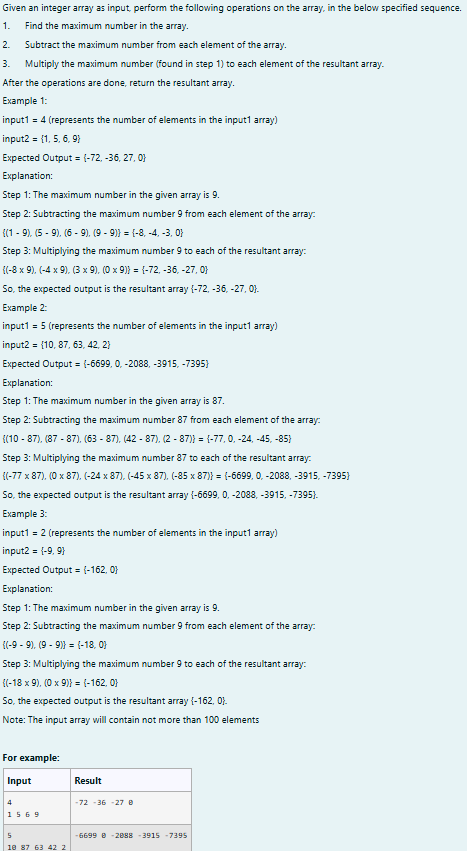 Given an integer array as input, perform the following operations on the array, in the below specified sequence.
1. Find the maximum number in the array.
2. Subtract the maximum number from each element of the array.
3. Multiply the maximum number (found in step 1) to each element of the resultant array.
After the operations are done, return the resultant array.
Example 1:
input1 = 4 (represents the number of elements in the input1 array)
input2 = {1, 5, 6, 9}
Expected Output = {-72, -36, 27, 0}
Explanation:
Step 1: The maximum number in the given array is 9.
Step 2: Subtracting the maximum number 9 from each element of the array:
{(1 - 9), (5 - 9), (6 - 9), (9 - 9)} = {-8, -4, -3, 0}
Step 3: Multiplying the maximum number 9 to each of the resultant array:
{(-8 x 9), (-4 x 9), (3 x 9), (0 x 9)} = {-72, -36, -27, 0}
So, the expected output is the resultant array {-72, -36, -27, 0}.
Example 2:
input1 = 5 (represents the number of elements in the input1 array)
input2 = {10, 87, 63, 42, 2}
Expected Output = {-6699, 0, -2088, -3915, -7395}
Explanation:
Step 1: The maximum number in the given array is 87.
Step 2: Subtracting the maximum number 87 from each element of the array:
{(10 - 87), (87 - 87), (63 - 87), (42 - 87), (2 - 87)} = {-77, 0, -24, -45, -85}
Step 3: Multiplying the maximum number 87 to each of the resultant array:
{(-77 x 87), (0 x 87), (-24 x 87), (-45 x 87), (-85 x 87)} = {-6699, 0, -2088, -3915, -7395}
So, the expected output is the resultant array {-6699, 0, -2088, -3915, -7395}.
Example 3:
input1 = 2 (represents the number of elements in the input1 array)
input2 = {-9, 9}
Expected Output = {-162, 0}
Explanation:
Step 1: The maximum number in the given array is 9.
Step 2: Subtracting the maximum number 9 from each element of the array:
{(-9 - 9), (9 - 9)} = {-18, 0}
Step 3: Multiplying the maximum number 9 to each of the resultant array:
{(-18 x 9), (0 x 9)} = {-162, 0}
So, the expected output is the resultant array {-162, 0}.
Note: The input array will contain not more than 100 elements
For example:
Input Result
4 -72 -36 -27 0
1 5 6 9
5 -6699 0 -2088 -3915 -7395
10 87 63 42 2